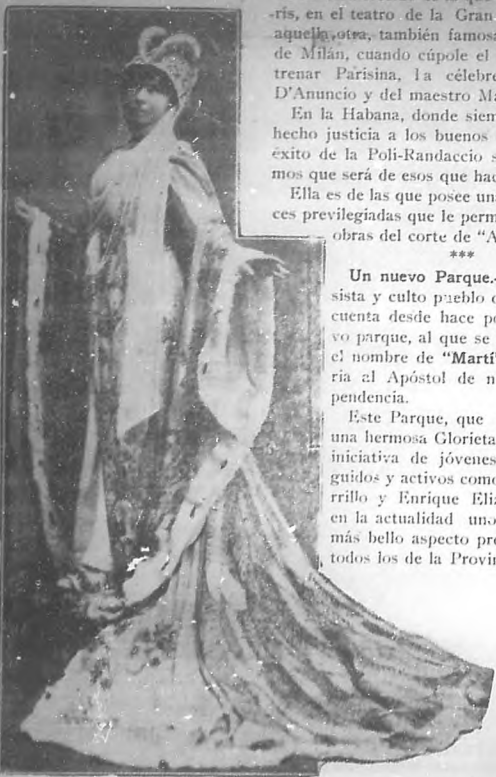 -rís, en el teatro de la Gran
aquella otra, también famosa
de Milán, cuando cúpole el
trenar Parisina, la célebre
D'Anuncio y del maestro Ma
En la Habana, donde siem
hecho justicia a los buenos
éxito de la Poli-Randaccio s
mos que será de esos que hac
Ella es de las que posee una
ces previlegiadas que le perm
obras del corte de "A
***
Un nuevo Parque.-
sista y culto pueblo
cuenta desde hace po
vo parque, al que se
el nombre de "Martí"
ria al Apóstol de n
pendencia.
Este Parque, que
una hermosa Glorieta
iniciativa de jóvenes
guidos y activos como
rrillo y Enrique Elia
en la actualidad uno
más bello aspecto pre
todos los de la Provin